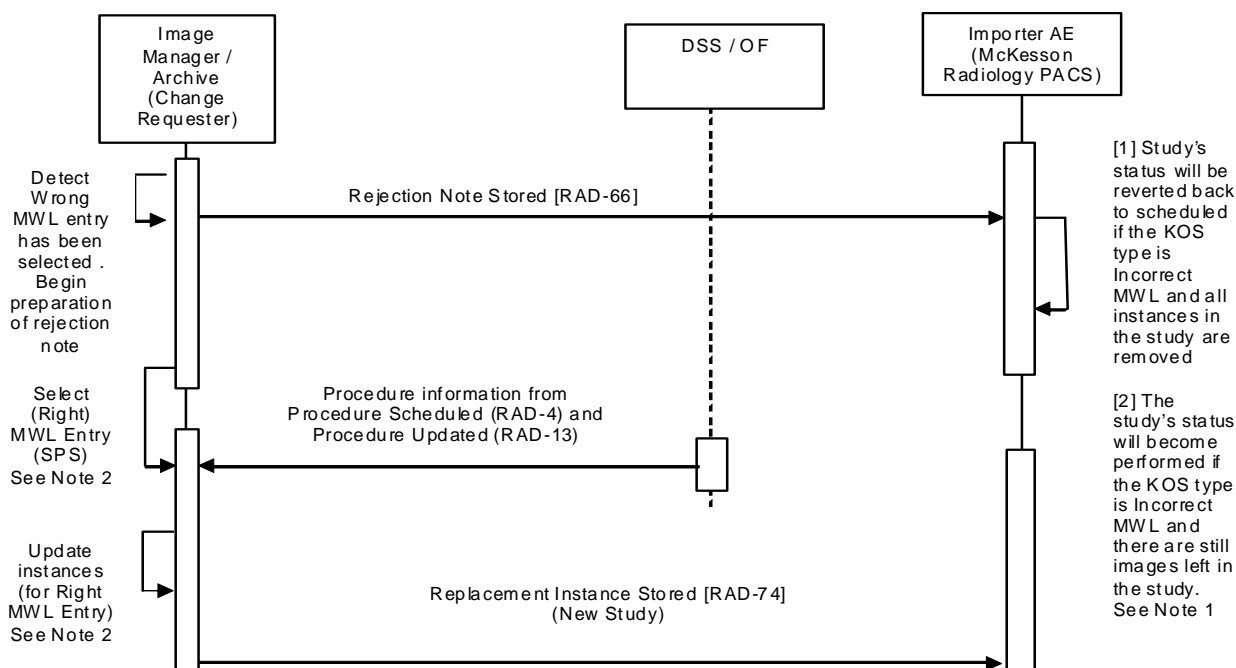 Image
Manager /
Archive
(Change
Requester)
DSS / OF
Importer AE
(McKesson
Radiology PACS)
Detect
Wrong
MWL entry
has been
selected .
Begin
preparation
of rejection
note
Rejection Note Stored [RAD-66]
[1] Study's
status will be
reverted back
to scheduled
if the KOS
type is
Incorrect
MWL and all
instances in
the study are
removed
Select
(Right)
MWL Entry
(SPS)
See Note 2
Procedure information from
Procedure Scheduled (RAD-4) and
Procedure Updated (RAD-13)
[2] The
study's status
will become
performed if
the KOS type
is Incorrect
MWL and
there are still
images left in
the study.
See Note 1
Update
instances
(for Right
MWL Entry)
See Note 2
Replacement Instance Stored [RAD-74]
(New Study)